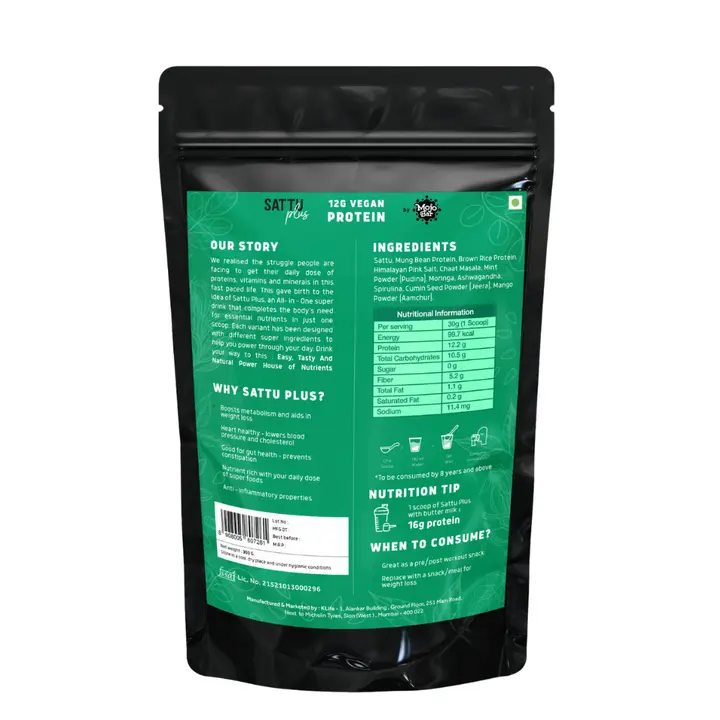 SATTU plus
12G VEGAN
PROTEIN
By Mojo Bar
OUR STORY
We realised the struggle people are
facing to get their daily dose of
proteins, vitamins and minerals in this
fast paced life. This gave birth to the
idea of Sattu Plus, an All- in - One super
drink that completes the body's need
for essential nutrients in just one
scoop. Each variant has been designed
with different super ingredients to
help you power through your day. Drink
your way to this . Easy, Tasty And
Natural Power House of Nutrients
WHY SATTU PLUS?
Boosts metabolism and aids in
weight loss
Heart healthy - lowers blood
pressure and cholesterol
Good for gut health - prevents
constipation
Nutrient rich with your daily dose
of super foods
Anti - inflammatory properties
Lot No :
MFG DT :
Best before :
M.R.P :
Net weight : 300 G
Store in a cool, dry place and under hygiene conditions
fssai Lic. No. 21521013000296
INGREDIENTS
Sattu, Mung Bean Protein, Brown Rice Protein,
Himalayan Pink Salt, Chaat Masala, Mint
Powder [Pudina], Moringa, Ashwagandha,
Spirulina, Cumin Seed Powder [Jeera], Mango
Powder [Aamchur].
Nutritional Information
Per serving 30g (1 Scoop)
Energy 99.7 kcal
Protein 12.2 g
Total Carbohydrates 10.5 g
Sugar 0 g
Fiber 5.2 g
Total Fat 1.1 g
Saturated Fat 0.2 g
Sodium 11.4 mg
*To be consumed by 8 years and above
NUTRITION TIP
1 scoop of Sattu Plus
with butter milk :
16g protein
WHEN TO CONSUME?
Great as a pre/post workout snack
Replace with a snack/meal for
weight loss
Manufactured & Marketed by : KLife - 1, Alankar Building , Ground Floor, 251 Main Road,
Next to Michelin Tyres, Sion (West ) , Mumbai - 400 022